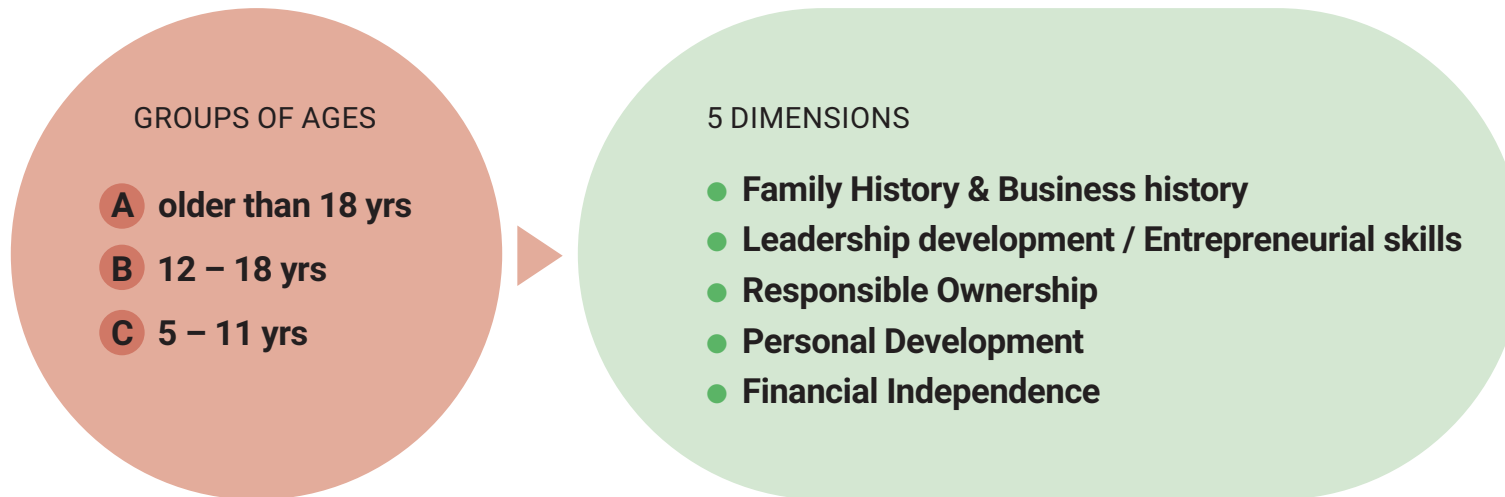 GROUPS OF AGES
A older than 18 yrs
B 12 – 18 yrs
C 5 – 11 yrs
5 DIMENSIONS
Family History & Business history
Leadership development / Entrepreneurial skills
Responsible Ownership
Personal Development
Financial Independence